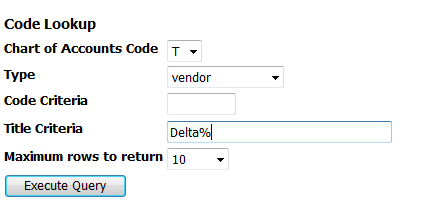 Code Lookup
Chart of Accounts Code T
Type vendor
Code Criteria
Title Criteria Delta%
Maximum rows to return 10
Execute Query